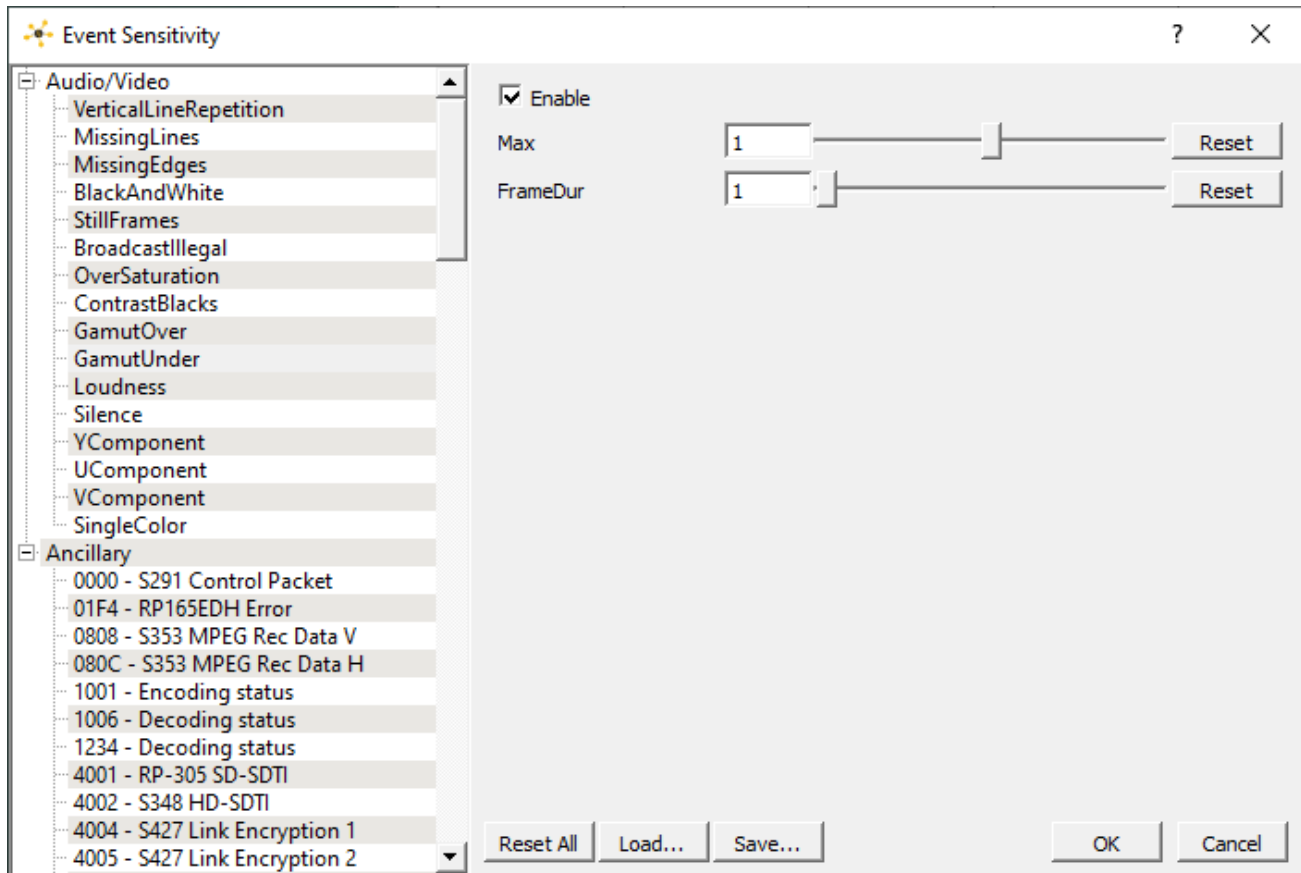 Event Sensitivity
?
Audio/Video
VerticalLineRepetition
MissingLines
MissingEdges
BlackAndWhite
StillFrames
BroadcastIllegal
OverSaturation
ContrastBlacks
GamutOver
GamutUnder
Loudness
Silence
YComponent
UComponent
VComponent
SingleColor
Ancillary
0000 - S291 Control Packet
01F4 - RP165EDH Error
0808 - S353 MPEG Rec Data V
080C - S353 MPEG Rec Data H
1001 - Encoding status
1006 - Decoding status
1234 - Decoding status
4001 - RP-305 SD-SDTI
4002 - S348 HD-SDTI
4004 - S427 Link Encryption 1
4005 - S427 Link Encryption 2
Enable
Max 1 Reset
FrameDur 1 Reset
Reset All Load... Save... OK Cancel